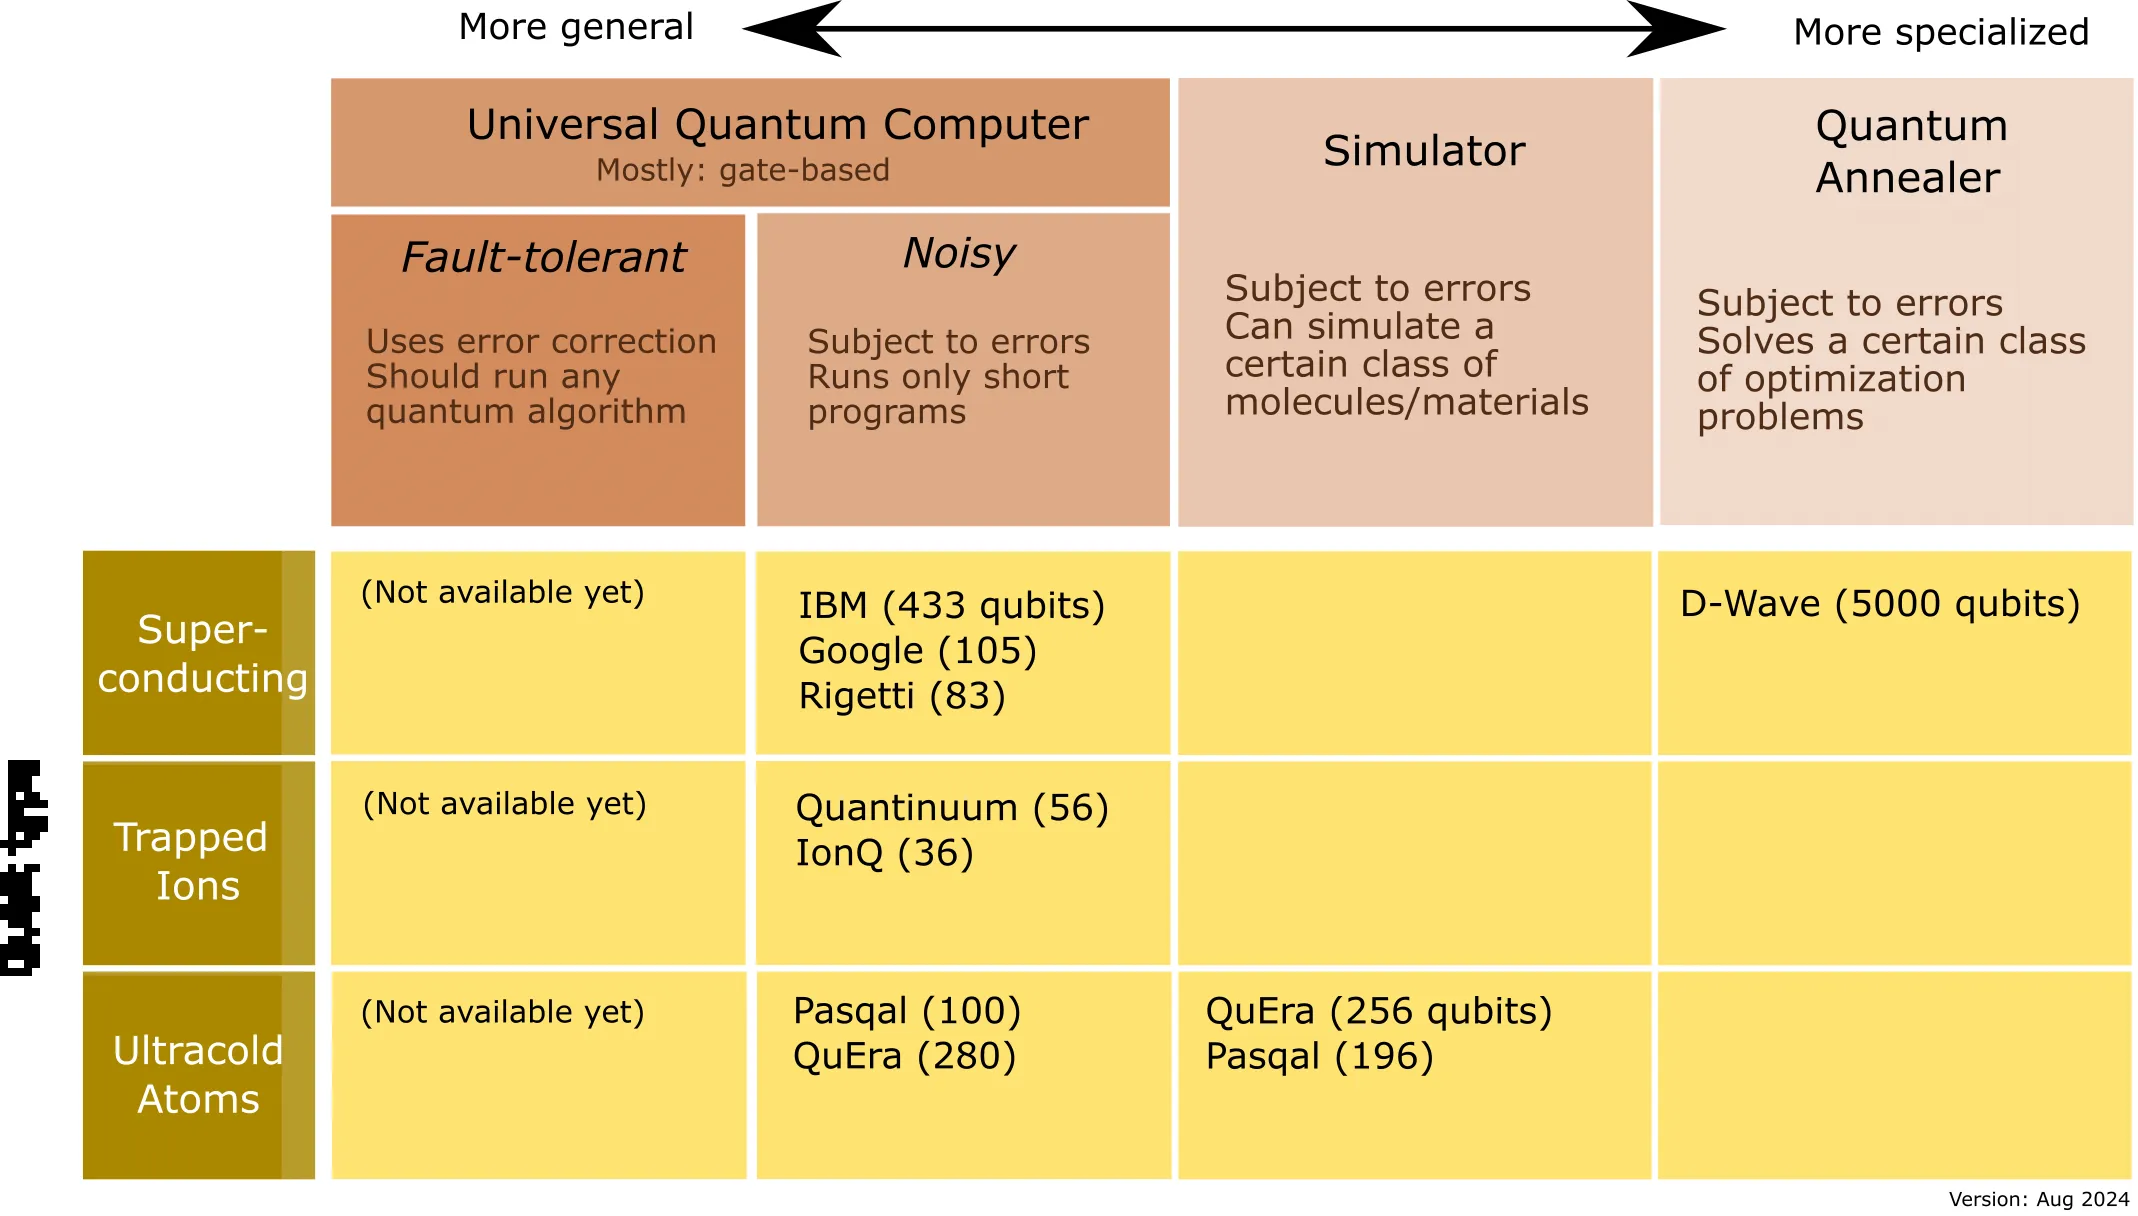 More general
More specialized
Universal Quantum Computer
Mostly: gate-based
Simulator
Quantum
Annealer
Fault-tolerant
Uses error correction
Should run any
quantum algorithm
Noisy
Subject to errors
Runs only short
programs
Subject to errors
Can simulate a
certain class of
molecules/materials
Subject to errors
Solves a certain class
of optimization
problems
Super-
conducting
(Not available yet)
IBM (433 qubits)
Google (105)
Rigetti (83)
D-Wave (5000 qubits)
Trapped
Ions
(Not available yet)
Quantinuum (56)
IonQ (36)
Ultracold
Atoms
(Not available yet)
Pasqal (100)
QuEra (280)
QuEra (256 qubits)
Pasqal (196)
Version: Aug 2024